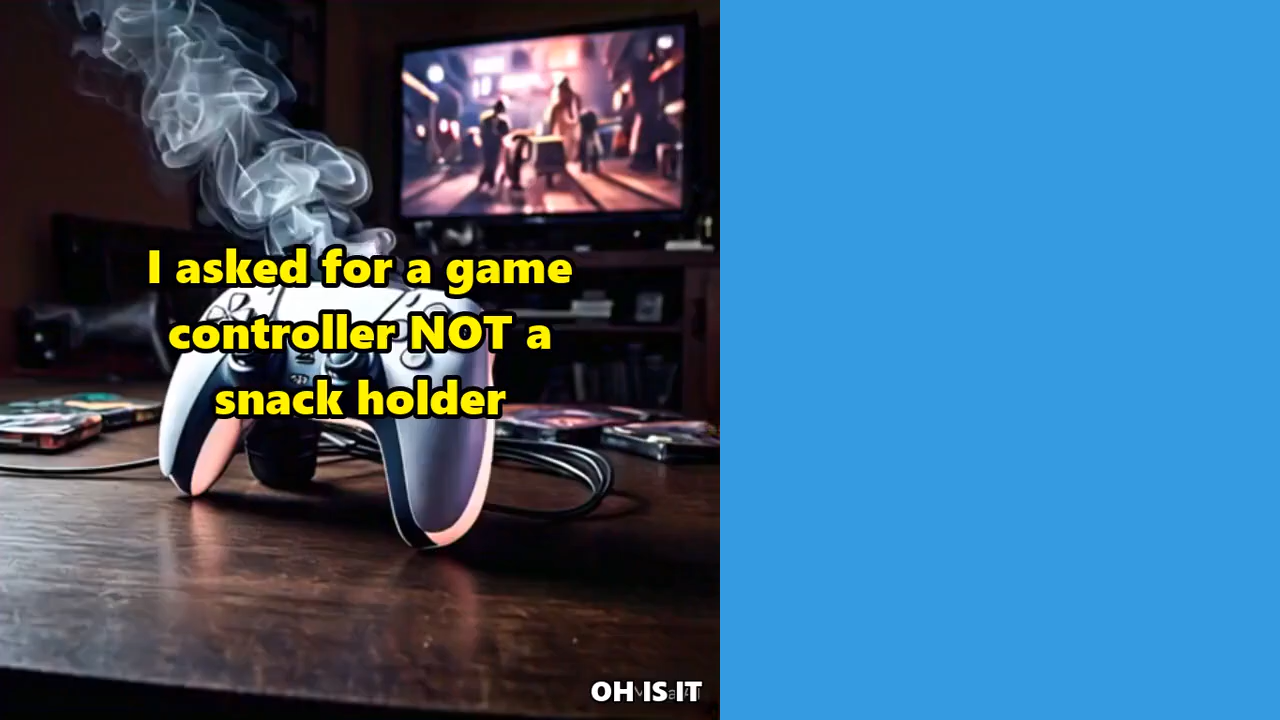 I asked for a game
controller NOT a
snack holder
OH IS IT